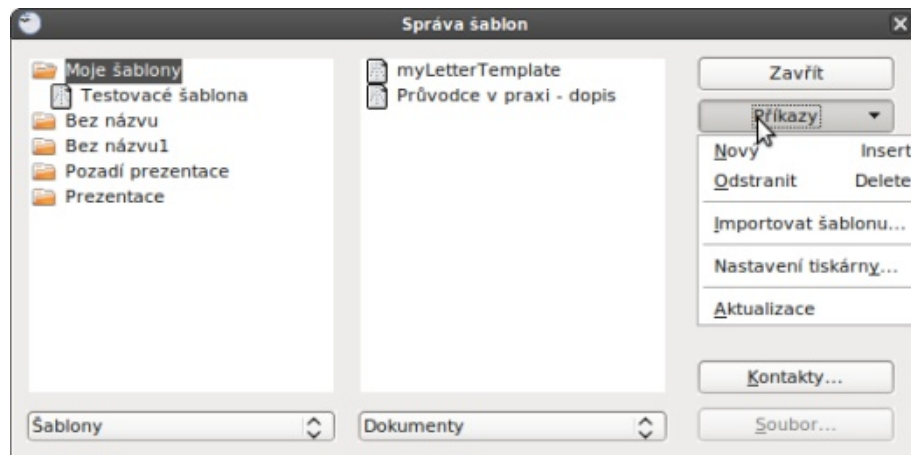 Správa šablon
Moje šablony
Testovacé šablona
Bez názvu
Bez názvu1
Pozadí prezentace
Prezentace
Šablony
myLetterTemplate
Průvodce v praxi - dopis
Dokumenty
Zavřít
Příkazy
Nový Insert
Odstranit Delete
Importovat šablonu...
Nastavení tiskárny...
Aktualizace
Kontakty...
Soubor...